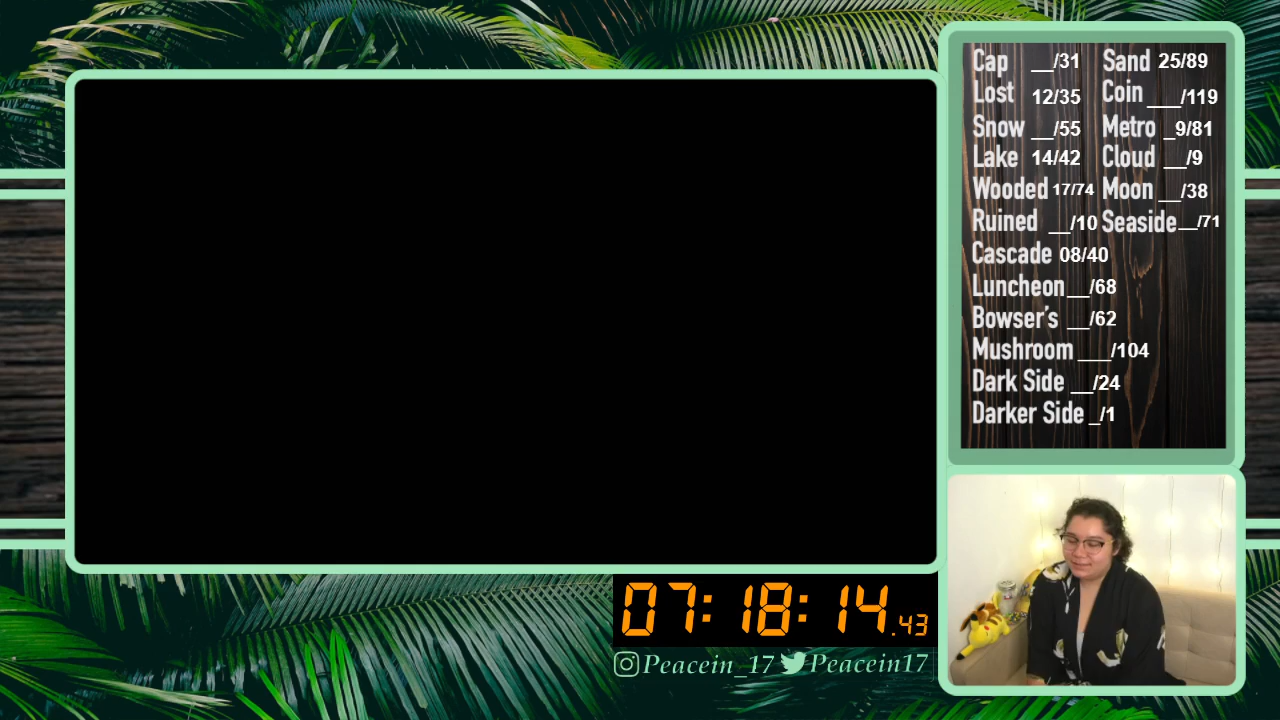 Cap __/31 Sand 25/89
Lost 12/35 Coin ___/119
Snow __/55 Metro _9/81
Lake 14/42 Cloud __/9
Wooded 17/74 Moon __/38
Ruined __/10 Seaside __/71
Cascade 08/40
Luncheon __/68
Bowser's __/62
Mushroom ___/104
Dark Side __/24
Darker Side _/1
07:18:14.43
Peacein_17 Peacein17